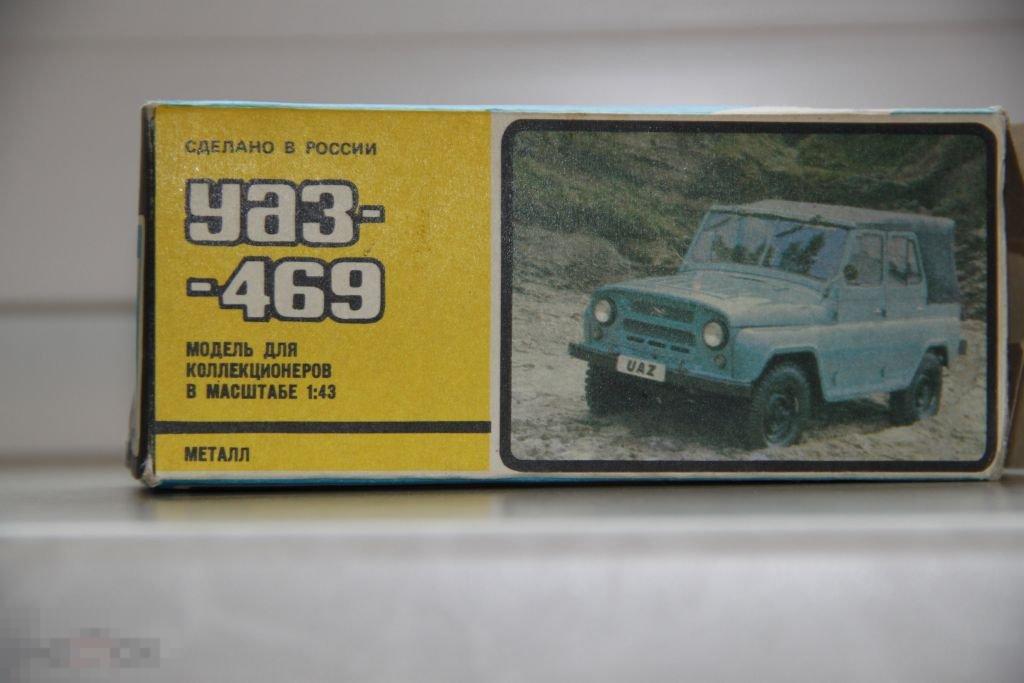 СДЕЛАНО В РОССИИ
уаз-
-469
МОДЕЛЬ ДЛЯ
КОЛЛЕКЦИОНЕРОВ
В МАСШТАБЕ 1:43
МЕТАЛЛ
UAZ